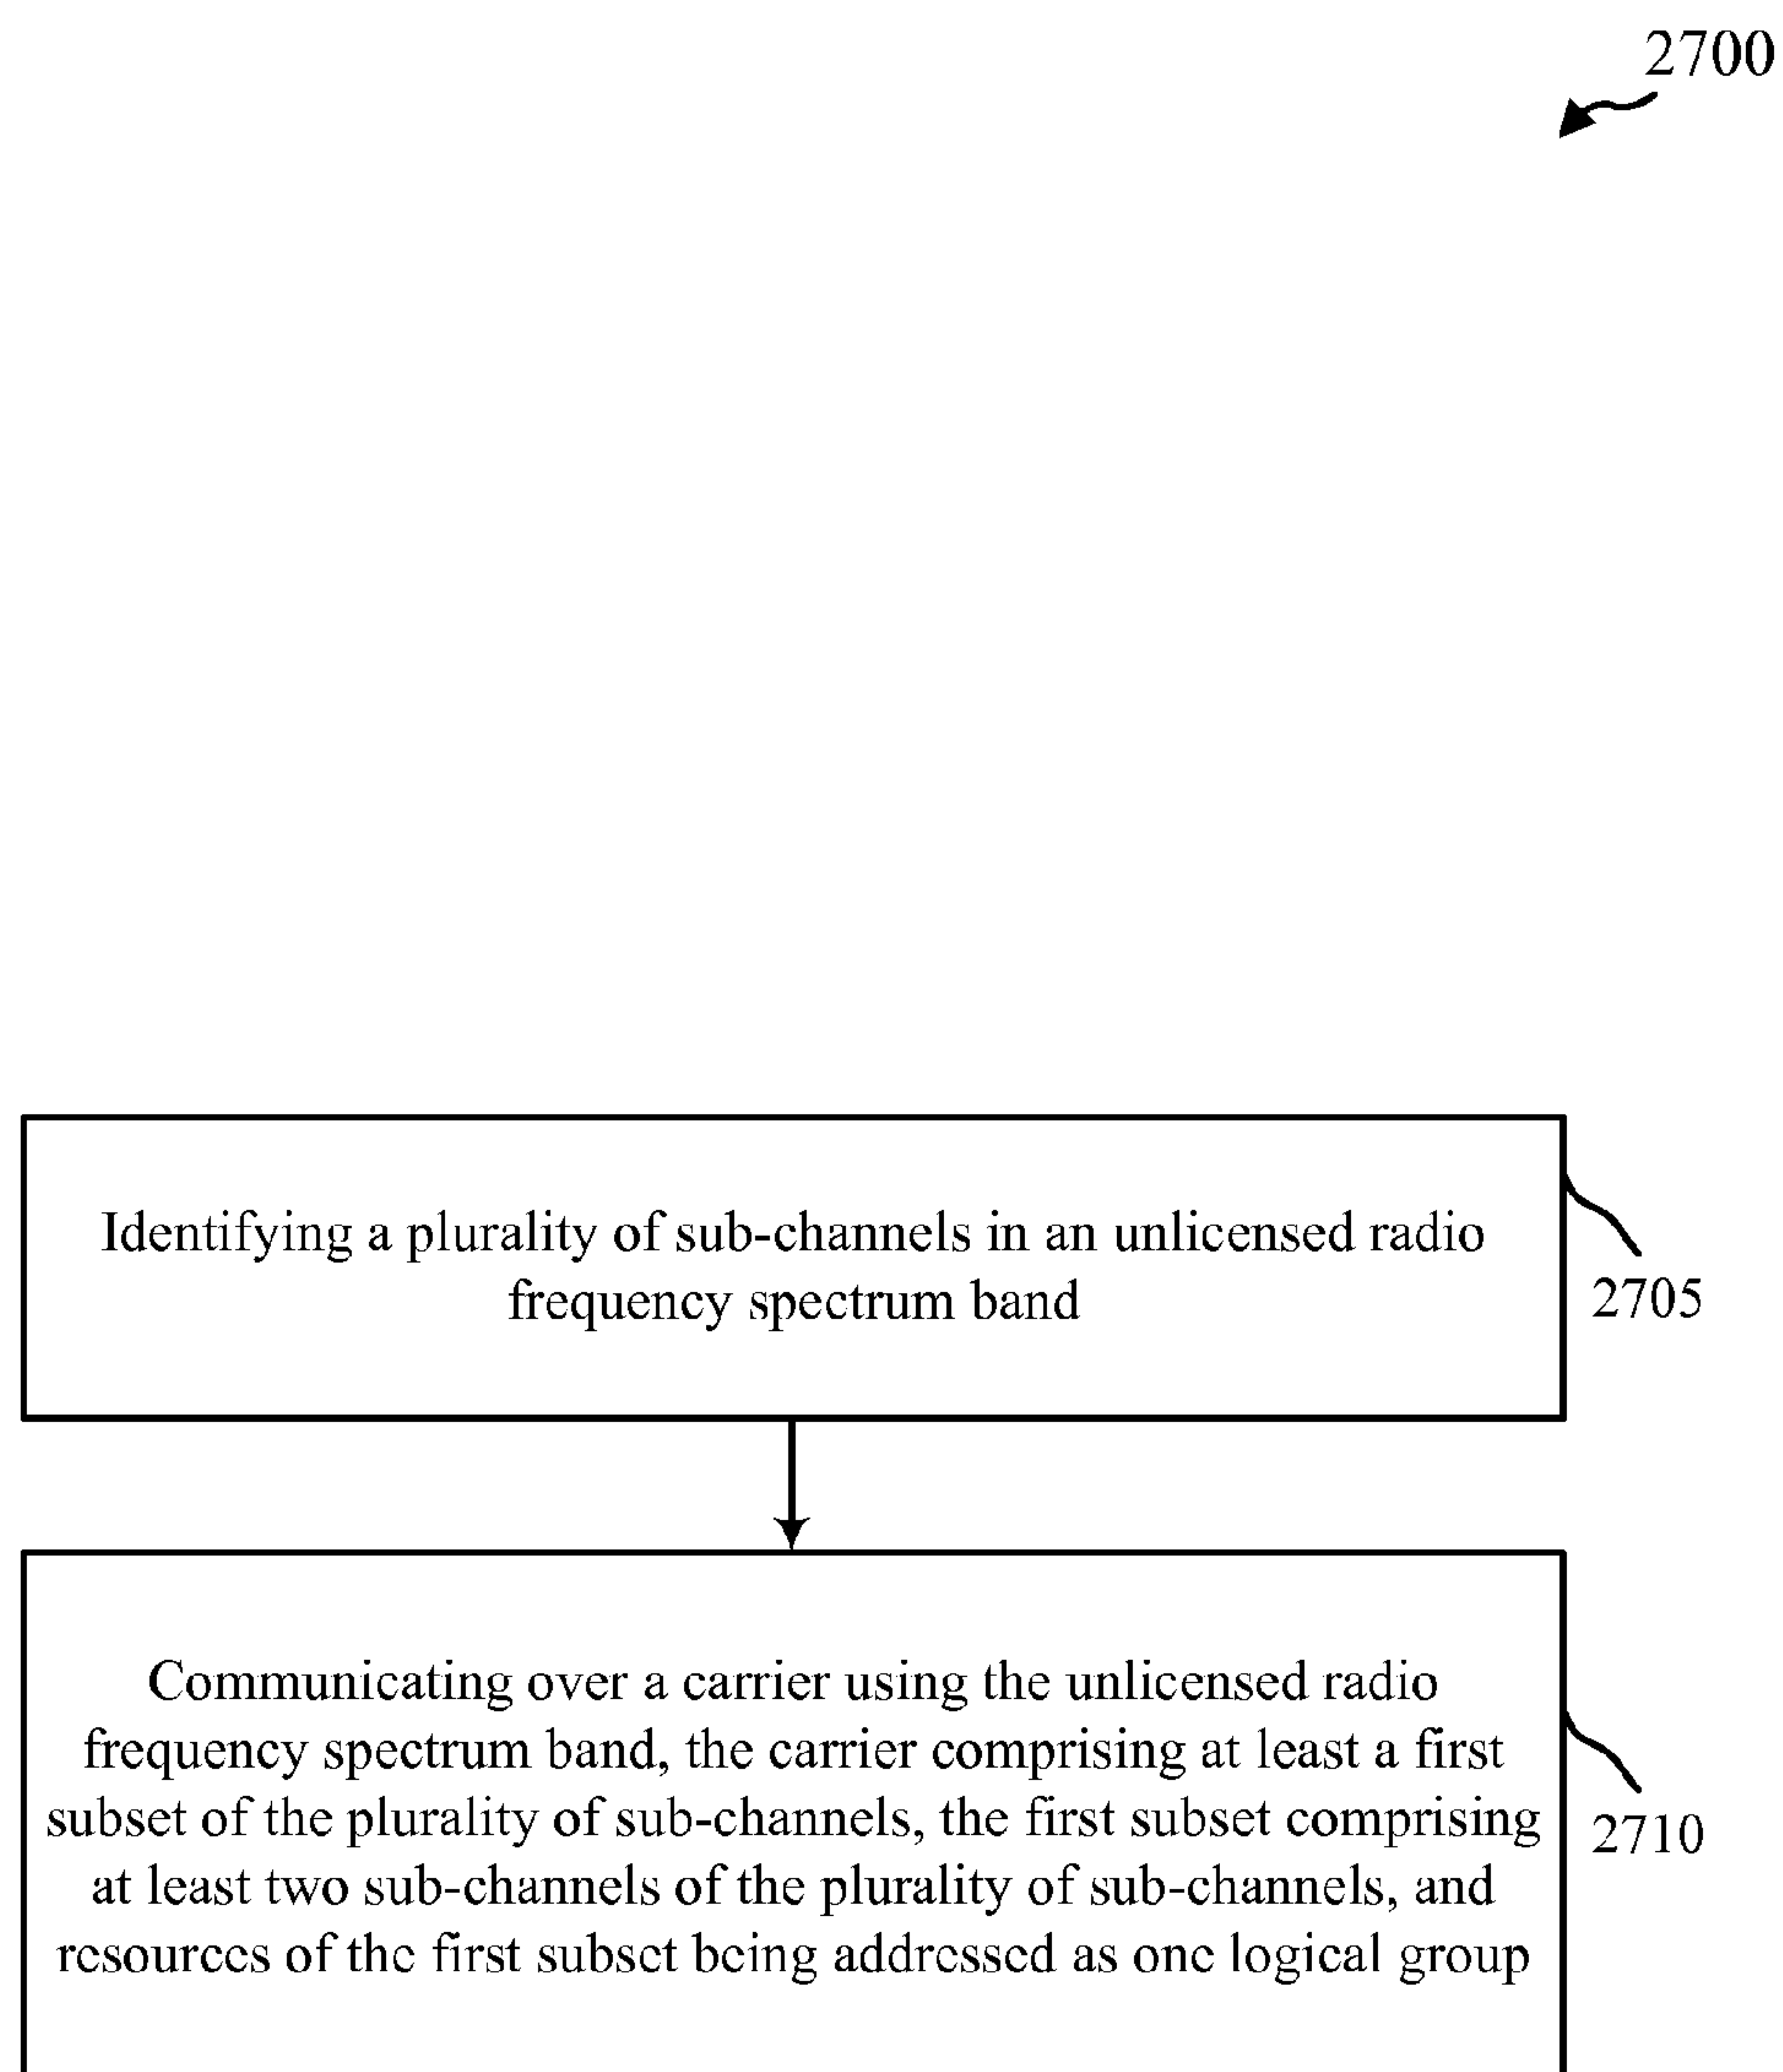 2700
Identifying a plurality of sub-channels in an unlicensed radio
frequency spectrum band
2705
Communicating over a carrier using the unlicensed radio
frequency spectrum band, the carrier comprising at least a first
subset of the plurality of sub-channels, the first subset comprising
at least two sub-channels of the plurality of sub-channels, and
resources of the first subset being addressed as one logical group
2710